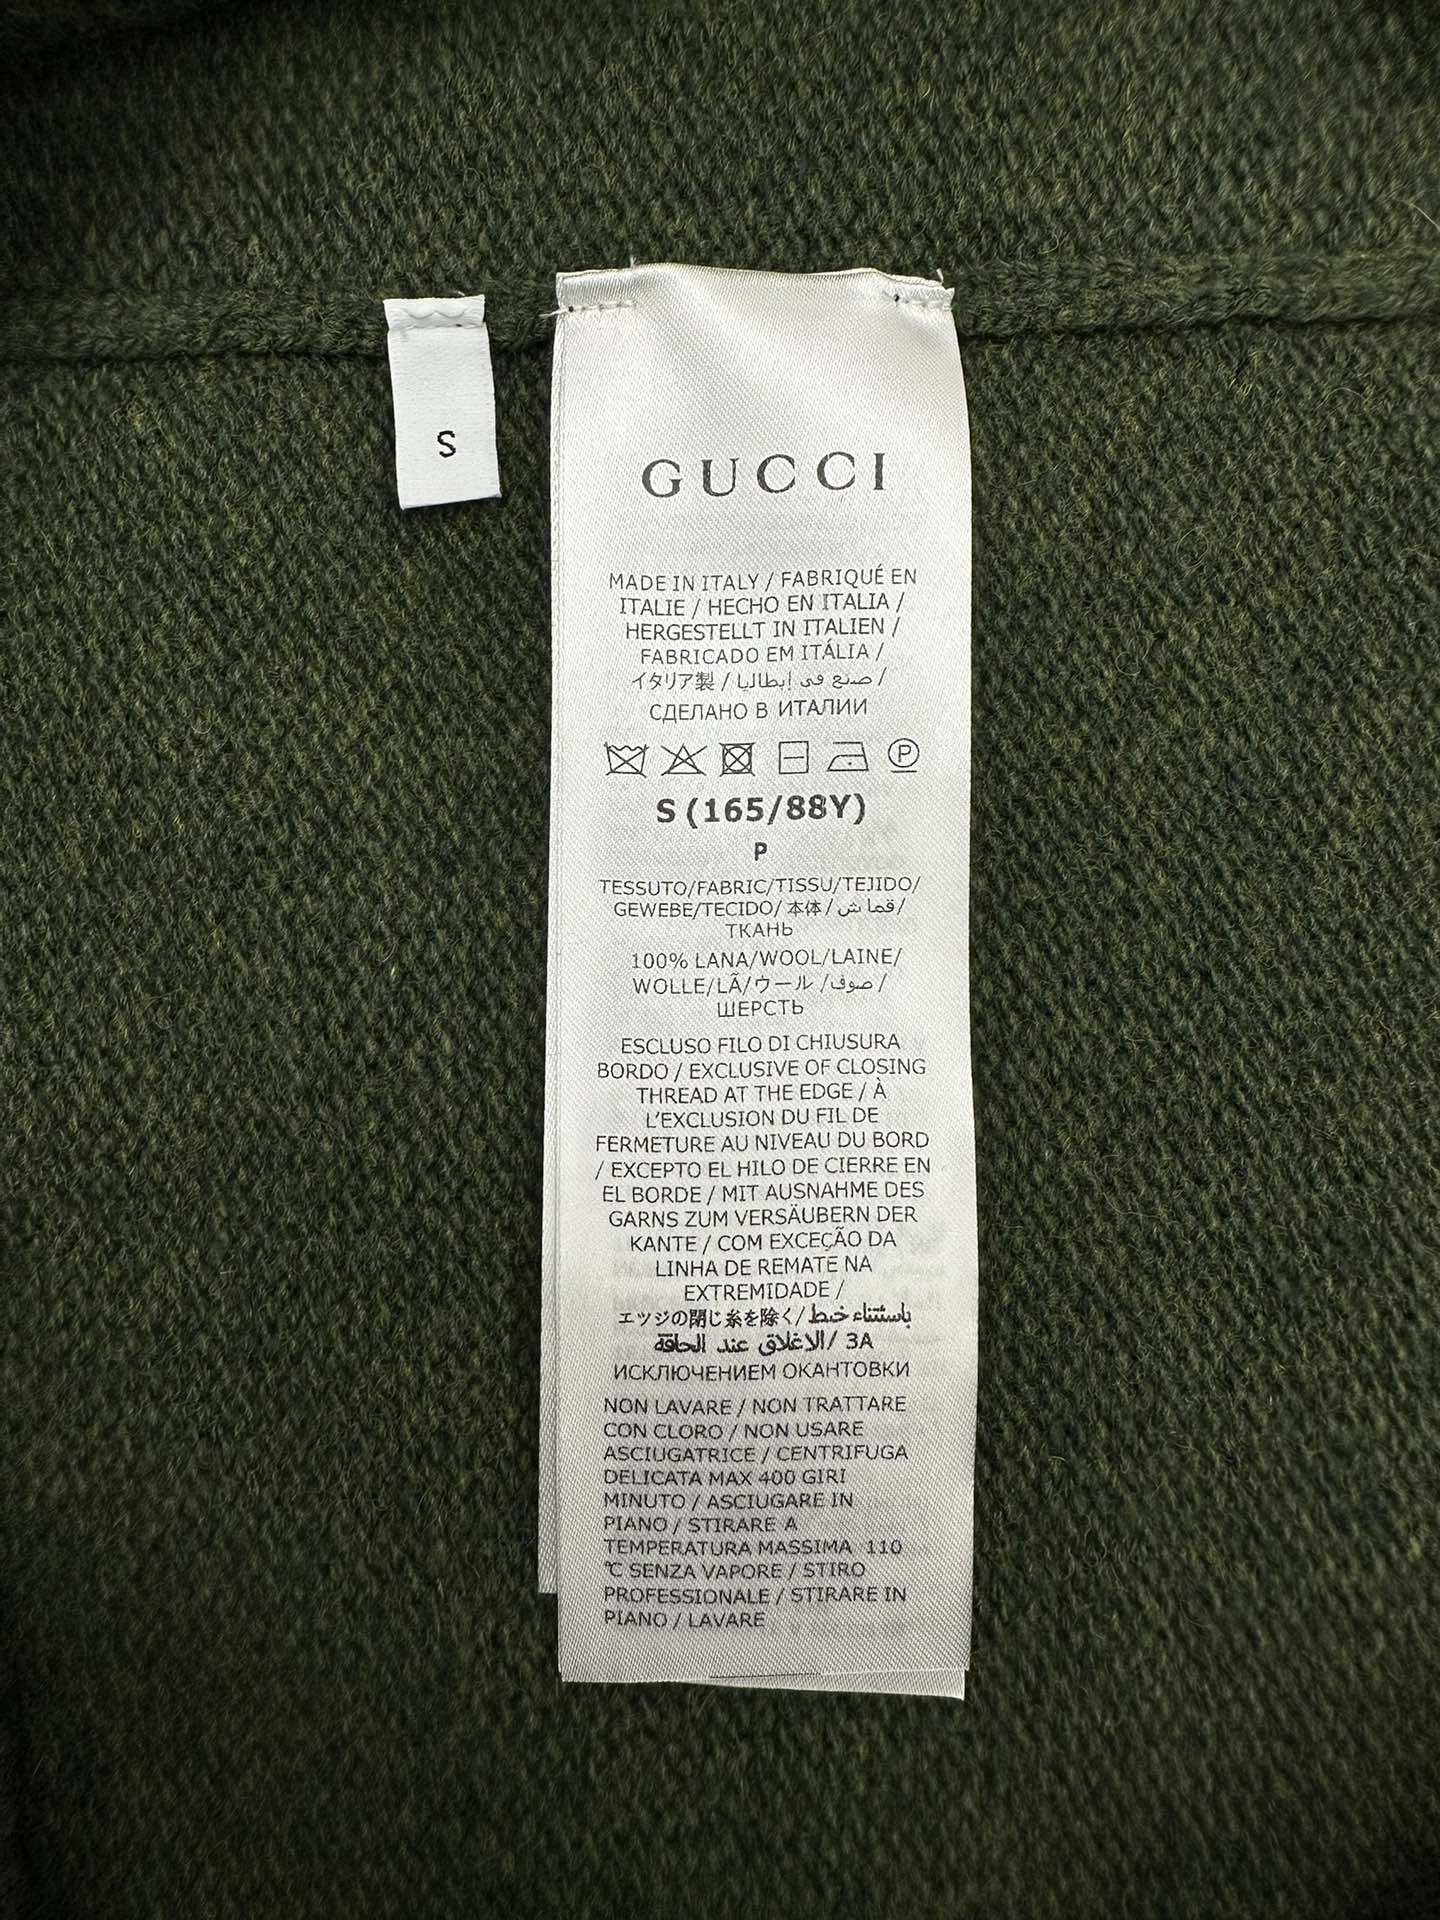 S
GUCCI
MADE IN ITALY / FABRIQUÉ EN
ITALIE / HECHO EN ITALIA /
HERGESTELLT IN ITALIEN /
FABRICADO EM ITÁLIA /
イタリア製 / صنع في إيطاليا /
СДЕЛАНО В ИТАЛИИ
P
S (165/88Y)
P
TESSUTO/FABRIC/TISSU/TEJIDO/
GEWEBE/TECIDO/ 本体 / قماش /
ТКАНЬ
100% LANA/WOOL/LAINE/
WOLLE/LÃ/ウール /صوف /
ШЕРСТЬ
ESCLUSO FILO DI CHIUSURA
BORDO / EXCLUSIVE OF CLOSING
THREAD AT THE EDGE / À
L'EXCLUSION DU FIL DE
FERMETURE AU NIVEAU DU BORD
/ EXCEPTO EL HILO DE CIERRE EN
EL BORDE / MIT AUSNAHME DES
GARNS ZUM VERSÄUBERN DER
KANTE / COM EXCEÇÃO DA
LINHA DE REMATE NA
EXTREMIDADE /
エッジの閉じ糸を除く/ باستثناء خيط
الاغلاق عند الحافة / ЗА
ИСКЛЮЧЕНИЕМ ОКАНТОВКИ
NON LAVARE / NON TRATTARE
CON CLORO / NON USARE
ASCIUGATRICE / CENTRIFUGA
DELICATA MAX 400 GIRI
MINUTO / ASCIUGARE IN
PIANO / STIRARE A
TEMPERATURA MASSIMA 110
℃ SENZA VAPORE / STIRO
PROFESSIONALE / STIRARE IN
PIANO / LAVARE